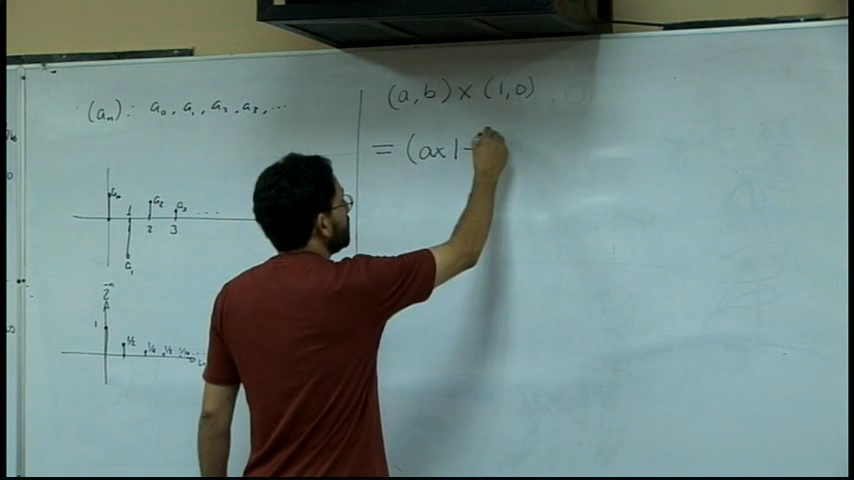 (aₙ): a₀, a₁, a₂, a₃, ...
a₀ 1 a₂ a₃ ...
2 3
a₁
2⁻ⁿ
1
1/2 1/4 1/8 1/16 ...
(a,b) × (1,0)
= (a×1-